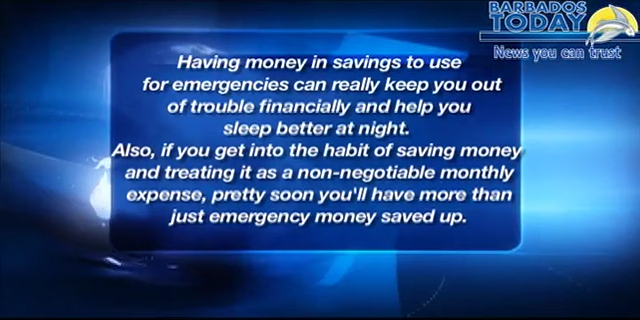 BARBADOS
TODAY
News you can trust
Having money in savings to use
for emergencies can really keep you out
of trouble financially and help you
sleep better at night.
Also, if you get into the habit of saving money
and treating it as a non-negotiable monthly
expense, pretty soon you'll have more than
just emergency money saved up.